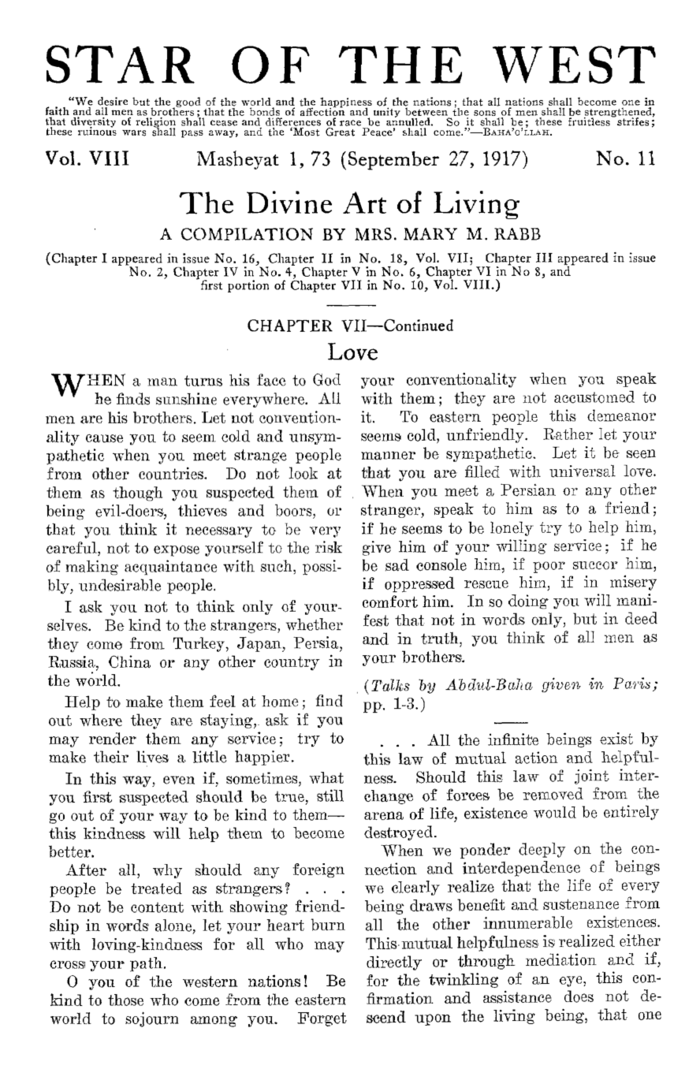 STAR OF THE WEST
"We desire but the good of the world and the happiness of the nations; that all nations shall become one in
faith and all men as brothers; that the bonds of affection and unity between the sons of men shall be strengthened,
that diversity of religion shall cease and differences of race be annulled. So it shall be; these fruitless strifes;
these ruinous wars shall pass away, and the 'Most Great Peace' shall come."—BAHA'O'LLAH.
Vol. VIII Masheyat 1, 73 (September 27, 1917) No. 11
The Divine Art of Living
A COMPILATION BY MRS. MARY M. RABB
(Chapter I appeared in issue No. 16, Chapter II in No. 18, Vol. VII; Chapter III appeared in issue
No. 2, Chapter IV in No. 4, Chapter V in No. 6, Chapter VI in No 8, and
first portion of Chapter VII in No. 10, Vol. VIII.)
CHAPTER VII—Continued
Love
WHEN a man turns his face to God
he finds sunshine everywhere. All
men are his brothers. Let not convention-
ality cause you to seem cold and unsym-
pathetic when you meet strange people
from other countries. Do not look at
them as though you suspected them of
being evil-doers, thieves and boors, or
that you think it necessary to be very
careful, not to expose yourself to the risk
of making acquaintance with such, possi-
bly, undesirable people.
I ask you not to think only of your-
selves. Be kind to the strangers, whether
they come from Turkey, Japan, Persia,
Russia, China or any other country in
the world.
Help to make them feel at home; find
out where they are staying, ask if you
may render them any service; try to
make their lives a little happier.
In this way, even if, sometimes, what
you first suspected should be true, still
go out of your way to be kind to them—
this kindness will help them to become
better.
After all, why should any foreign
people be treated as strangers? . . .
Do not be content with showing friend-
ship in words alone, let your heart burn
with loving-kindness for all who may
cross your path.
O you of the western nations! Be
kind to those who come from the eastern
world to sojourn among you. Forget
your conventionality when you speak
with them; they are not accustomed to
it. To eastern people this demeanor
seems cold, unfriendly. Rather let your
manner be sympathetic. Let it be seen
that you are filled with universal love.
When you meet a Persian or any other
stranger, speak to him as to a friend;
if he seems to be lonely try to help him,
give him of your willing service; if he
be sad console him, if poor succor him,
if oppressed rescue him, if in misery
comfort him. In so doing you will mani-
fest that not in words only, but in deed
and in truth, you think of all men as
your brothers.
(Talks by Abdul-Baha given in Paris;
pp. 1-3.)
. . . All the infinite beings exist by
this law of mutual action and helpful-
ness. Should this law of joint inter-
change of forces be removed from the
arena of life, existence would be entirely
destroyed.
When we ponder deeply on the con-
nection and interdependence of beings
we clearly realize that the life of every
being draws benefit and sustenance from
all the other innumerable existences.
This mutual helpfulness is realized either
directly or through mediation and if,
for the twinkling of an eye, this con-
firmation and assistance does not de-
scend upon the living being, that one